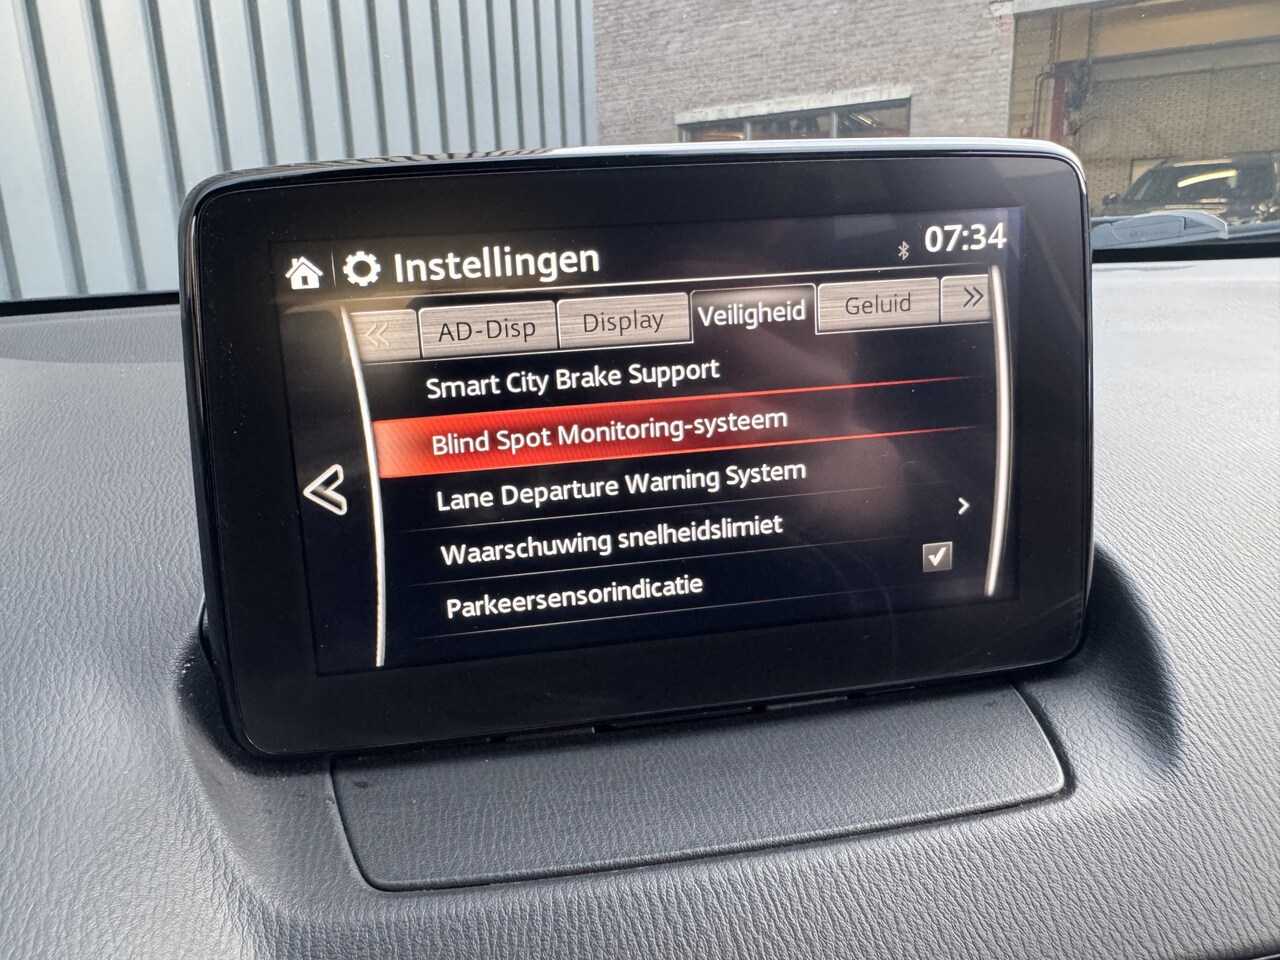 Instellingen
07:34
AD-Disp
Display
Veiligheid
Geluid
Smart City Brake Support
Blind Spot Monitoring-systeem
Lane Departure Warning System
Waarschuwing snelheidslimiet
Parkeersensorindicatie